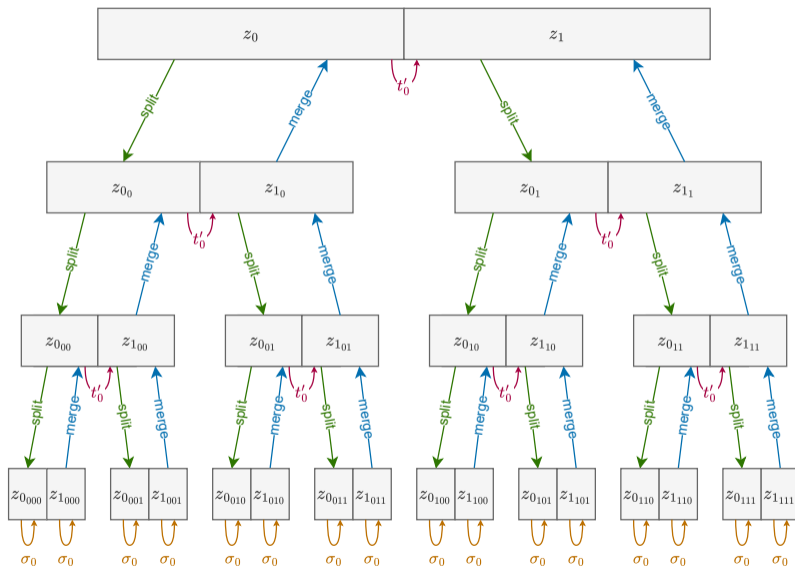 z₀ z₁
t′₀
split merge split merge
z₀₀ z₁₀ z₀₁ z₁₁
t′₀ t′₀
split merge split merge split merge split merge
z₀₀₀ z₁₀₀ z₀₀₁ z₁₀₁ z₀₁₀ z₁₁₀ z₀₁₁ z₁₁₁
t′₀ t′₀ t′₀ t′₀
split merge split merge split merge split merge split merge split merge split merge split merge
z₀₀₀₀ z₁₀₀₀ z₀₀₀₁ z₁₀₀₁ z₀₀₁₀ z₁₀₁₀ z₀₀₁₁ z₁₀₁₁ z₀₁₀₀ z₁₁₀₀ z₀₁₀₁ z₁₁₀₁ z₀₁₁₀ z₁₁₁₀ z₀₁₁₁ z₁₁₁₁
σ₀ σ₀ σ₀ σ₀ σ₀ σ₀ σ₀ σ₀ σ₀ σ₀ σ₀ σ₀ σ₀ σ₀ σ₀ σ₀